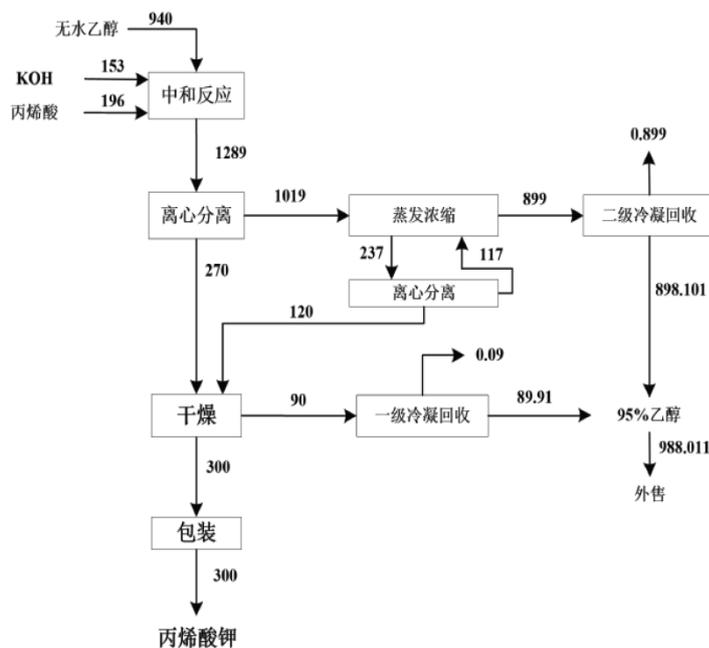 无水乙醇
940
KOH
153
丙烯酸
196
中和反应
1289
0.899
离心分离
1019
蒸发浓缩
899
二级冷凝回收
237
117
270
离心分离
898.101
120
0.09
干燥
90
一级冷凝回收
89.91
95%乙醇
988.011
300
外售
包装
300
丙烯酸钾